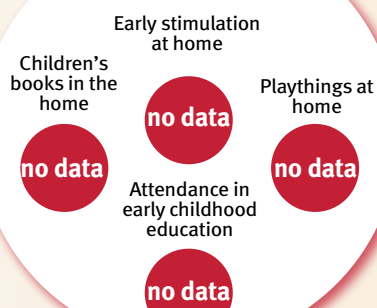 Early stimulation
at home
Children's
books in the
home
Playthings at
home
no data
no data
no data
Attendance in
early childhood
education
no data